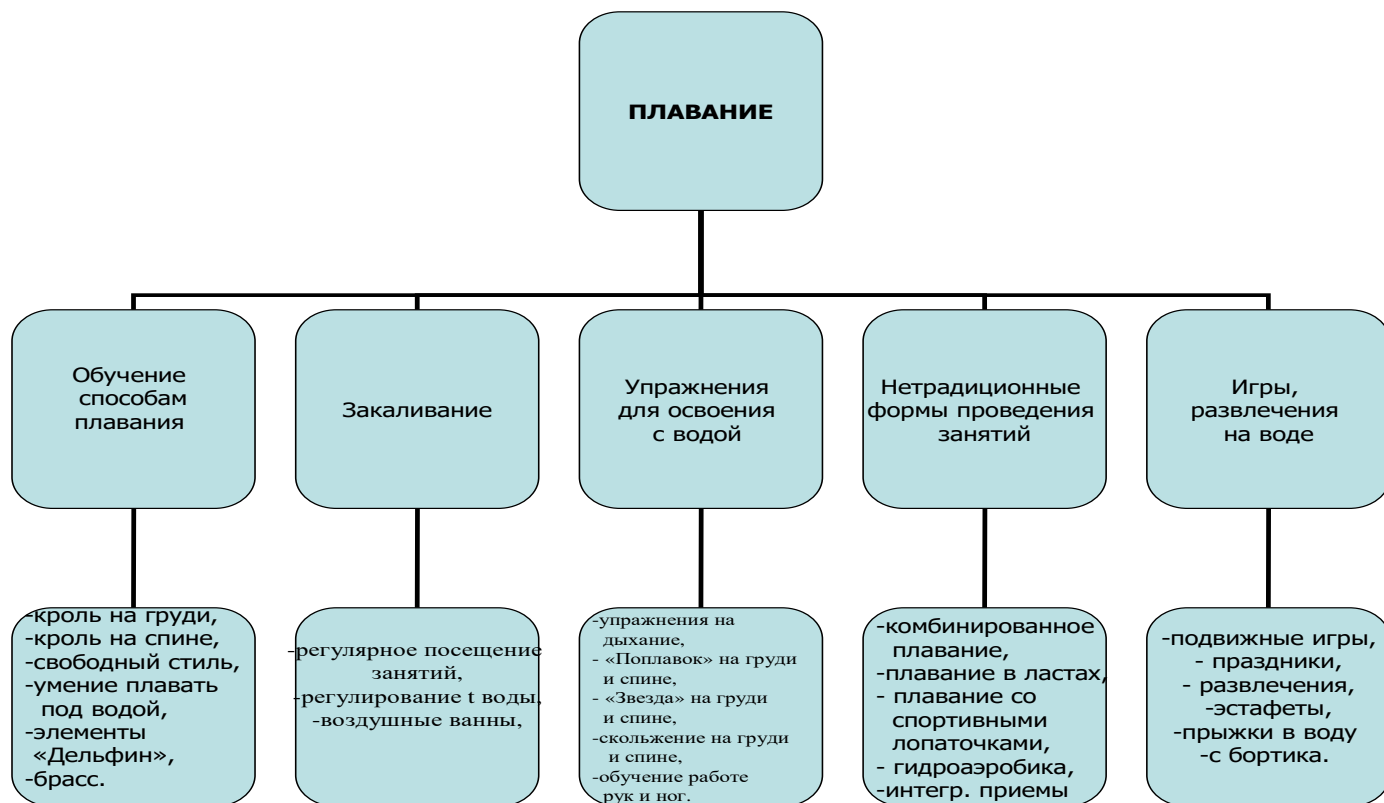 ПЛАВАНИЕ
Обучение
способам
плавания
Закаливание
Упражнения
для освоения
с водой
Нетрадиционные
формы проведения
занятий
Игры,
развлечения
на воде
-кроль на груди,
-кроль на спине,
-свободный стиль,
-умение плавать
под водой,
-элементы
«Дельфин»,
-брасс.
-регулярное посещение
занятий,
-регулирование t воды,
-воздушные ванны,
-упражнения на
дыхание,
- «Поплавок» на груди
и спине,
- «Звезда» на груди
и спине,
-скольжение на груди
и спине,
-обучение работе
рук и ног.
-комбинированное
плавание,
-плавание в ластах,
- плавание со
спортивными
лопаточками,
- гидроаэробика,
-интегр. приемы
-подвижные игры,
- праздники,
- развлечения,
-эстафеты,
-прыжки в воду
-с бортика.